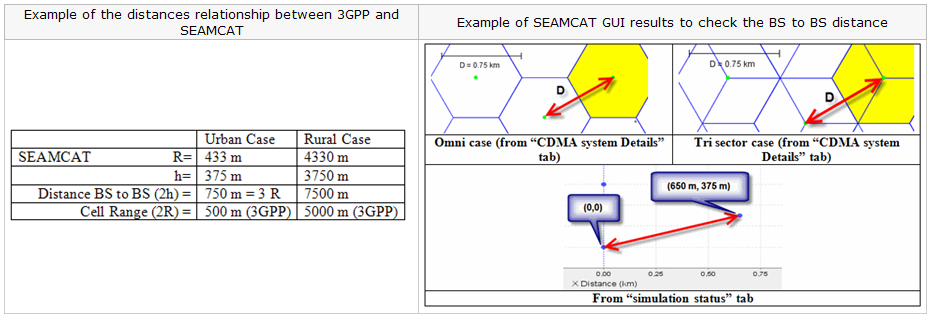 Example of the distances relationship between 3GPP and
SEAMCAT
Example of SEAMCAT GUI results to check the BS to BS distance
Urban Case Rural Case
SEAMCAT R= 433 m 4330 m
h= 375 m 3750 m
Distance BS to BS (2h) = 750 m = 3 R 7500 m
Cell Range (2R) = 500 m (3GPP) 5000 m (3GPP)
D = 0.75 km
D
Omni case (from “CDMA system Details”
tab)
D = 0.75 km
D
Tri sector case (from “CDMA system
Details” tab)
(0,0)
(650 m, 375 m)
0.00 0.25 0.50 0.75
X Distance (km)
From “simulation status” tab